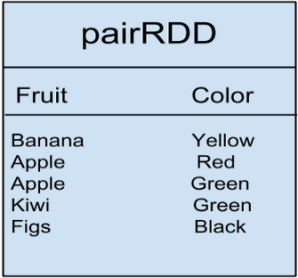 pairRDD
Fruit Color
Banana Yellow
Apple Red
Apple Green
Kiwi Green
Figs Black